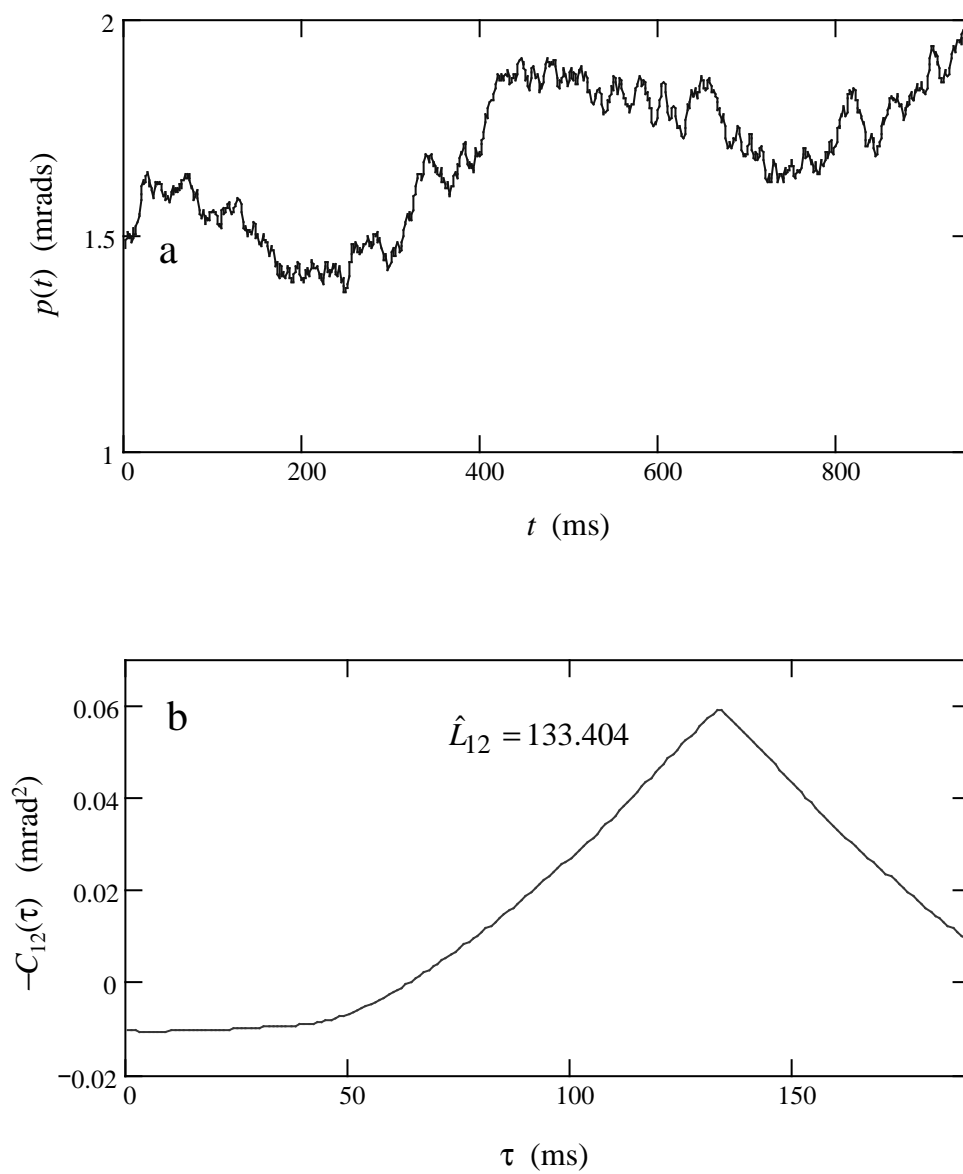 2
1.5
1
p(t) (mrads)
a
0 200 400 600 800
t (ms)
0.06
0.04
0.02
0
−0.02
−C₁₂(τ) (mrad²)
b
L̂₁₂ = 133.404
0 50 100 150
τ (ms)